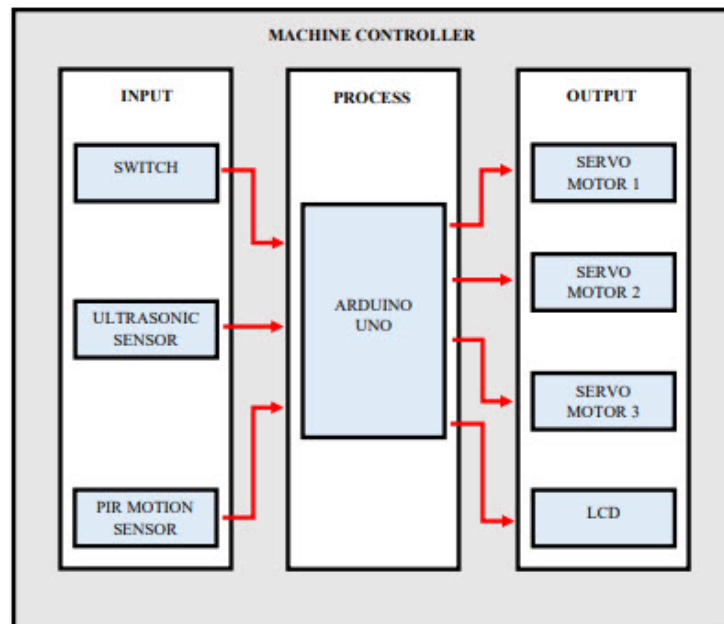 MACHINE CONTROLLER
INPUT
SWITCH
ULTRASONIC
SENSOR
PIR MOTION
SENSOR
PROCESS
ARDUINO
UNO
OUTPUT
SERVO
MOTOR 1
SERVO
MOTOR 2
SERVO
MOTOR 3
LCD